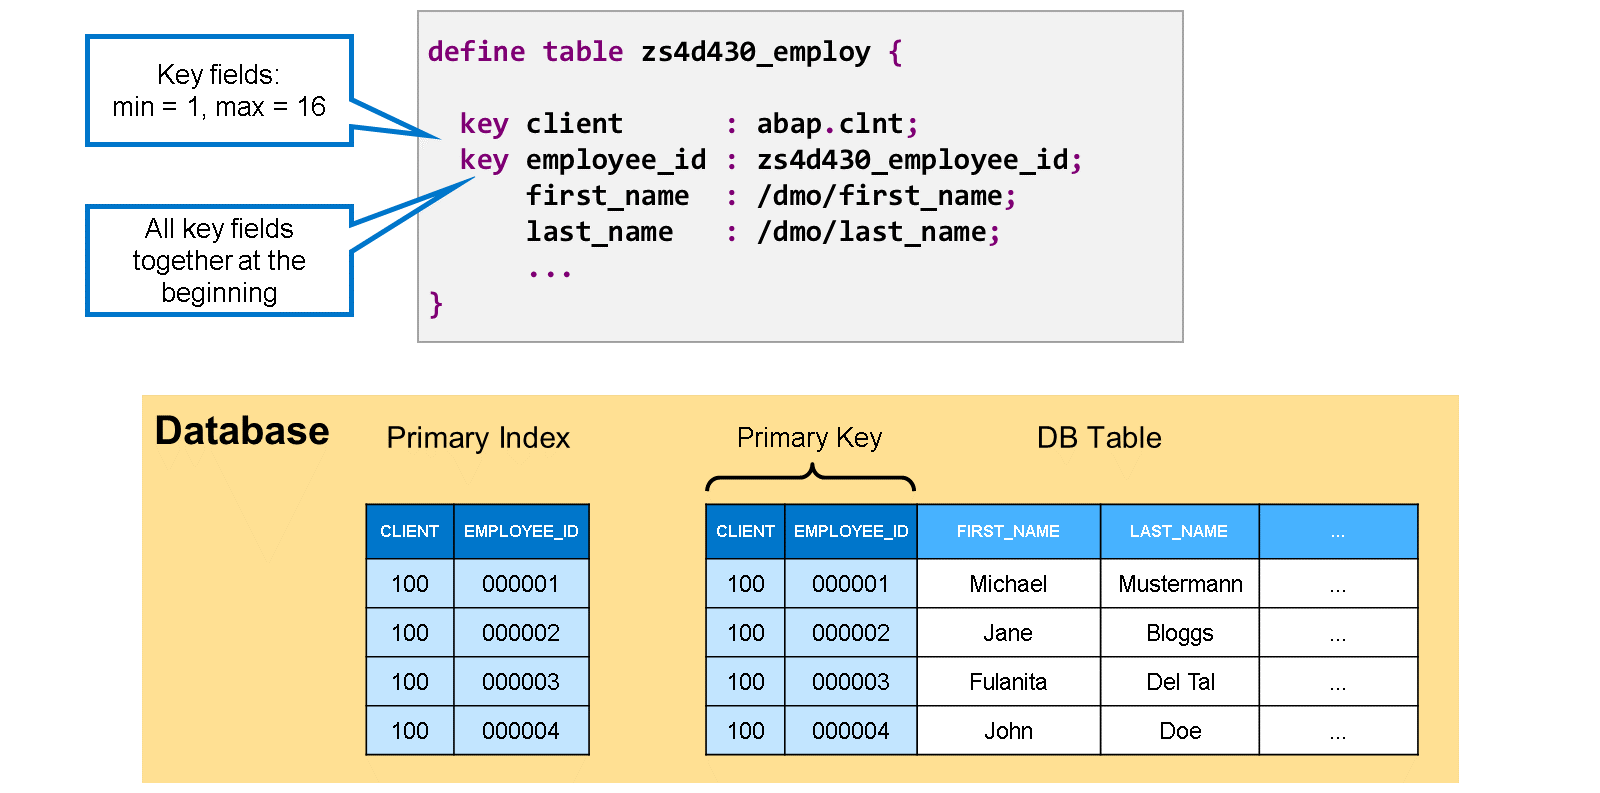 Key fields:
min = 1, max = 16
All key fields
together at the
beginning
define table zs4d430_employ {
key client : abap.clnt;
key employee_id : zs4d430_employee_id;
first_name : /dmo/first_name;
last_name : /dmo/last_name;
...
}
Database
Primary Index
Primary Key
DB Table
CLIENT EMPLOYEE_ID
100 000001
100 000002
100 000003
100 000004
CLIENT EMPLOYEE_ID FIRST_NAME LAST_NAME ...
100 000001 Michael Mustermann ...
100 000002 Jane Bloggs ...
100 000003 Fulanita Del Tal ...
100 000004 John Doe ...